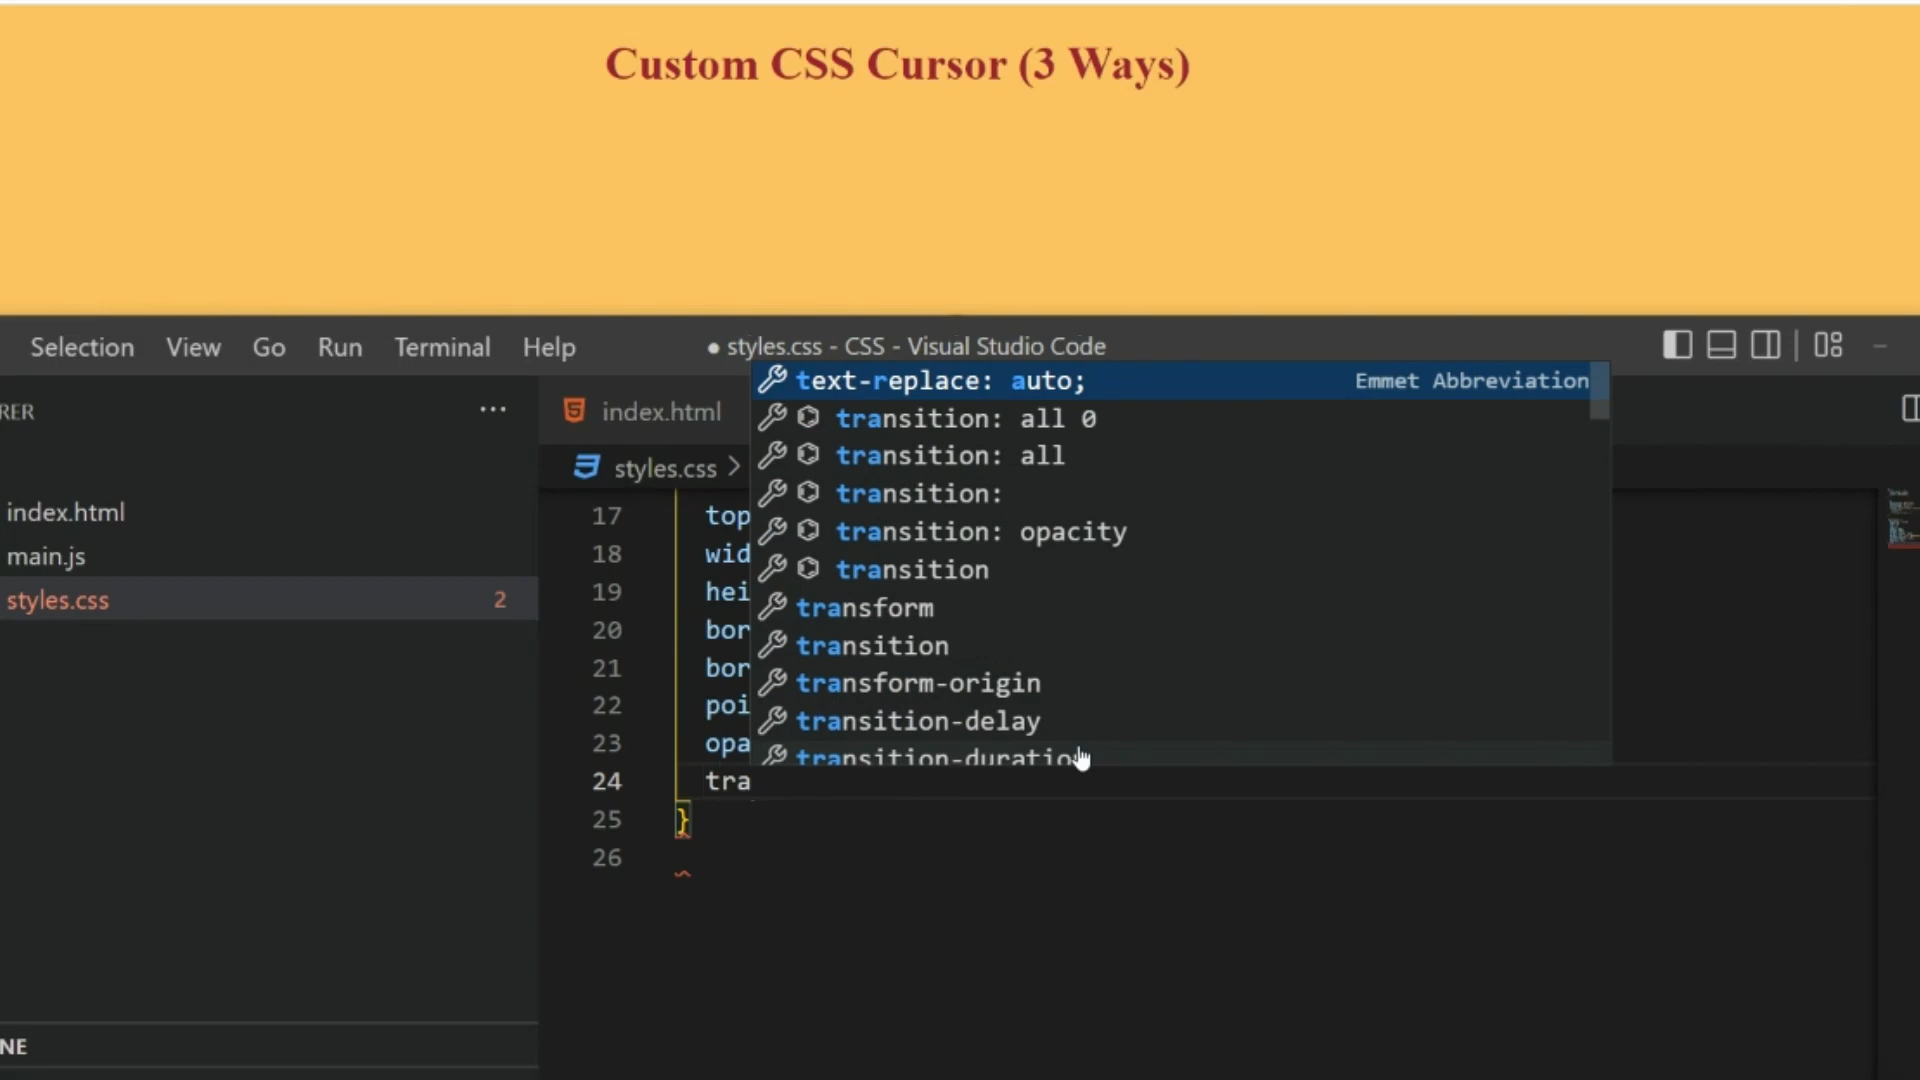 Custom CSS Cursor (3 Ways)
Selection View Go Run Terminal Help ● styles.css - CSS - Visual Studio Code
RER ...
index.html
styles.css >
index.html
main.js
styles.css 2
text-replace: auto; Emmet Abbreviation
transition: all 0
transition: all
transition:
transition: opacity
transition
transform
transition
transform-origin
transition-delay
transition-duration
17 top
18 wid
19 hei
20 bor
21 bor
22 poi
23 opa
24 tra
25 }
26
NE